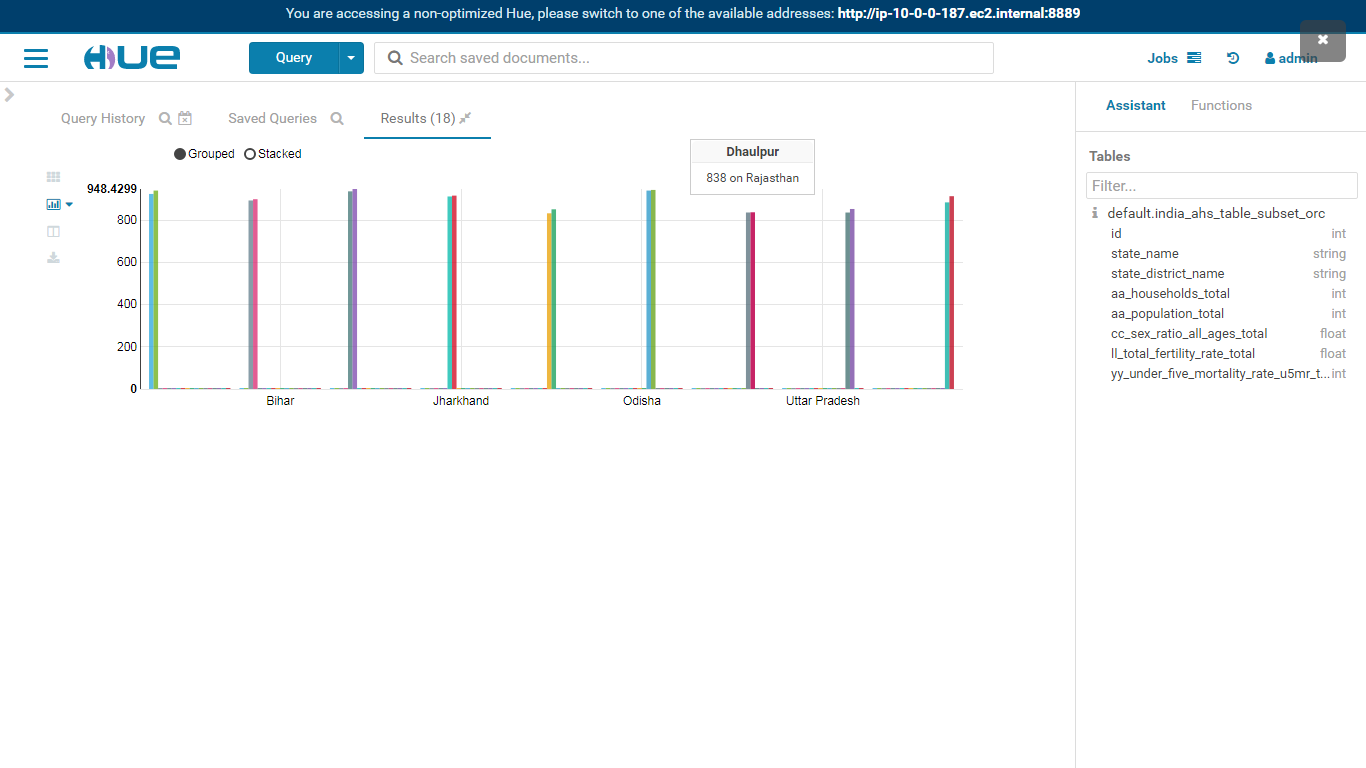 You are accessing a non-optimized Hue, please switch to one of the available addresses: http://ip-10-0-0-187.ec2.internal:8889
HUE
Query
Search saved documents...
Jobs
admin
Query History
Saved Queries
Results (18)
Grouped
Stacked
Dhaulpur
838 on Rajasthan
948.4299
800
600
400
200
0
Bihar
Jharkhand
Odisha
Uttar Pradesh
Assistant
Functions
Tables
Filter...
default.india_ahs_table_subset_orc
id int
state_name string
state_district_name string
aa_households_total int
aa_population_total int
cc_sex_ratio_all_ages_total float
ll_total_fertility_rate_total float
yy_under_five_mortality_rate_u5mr_t... int